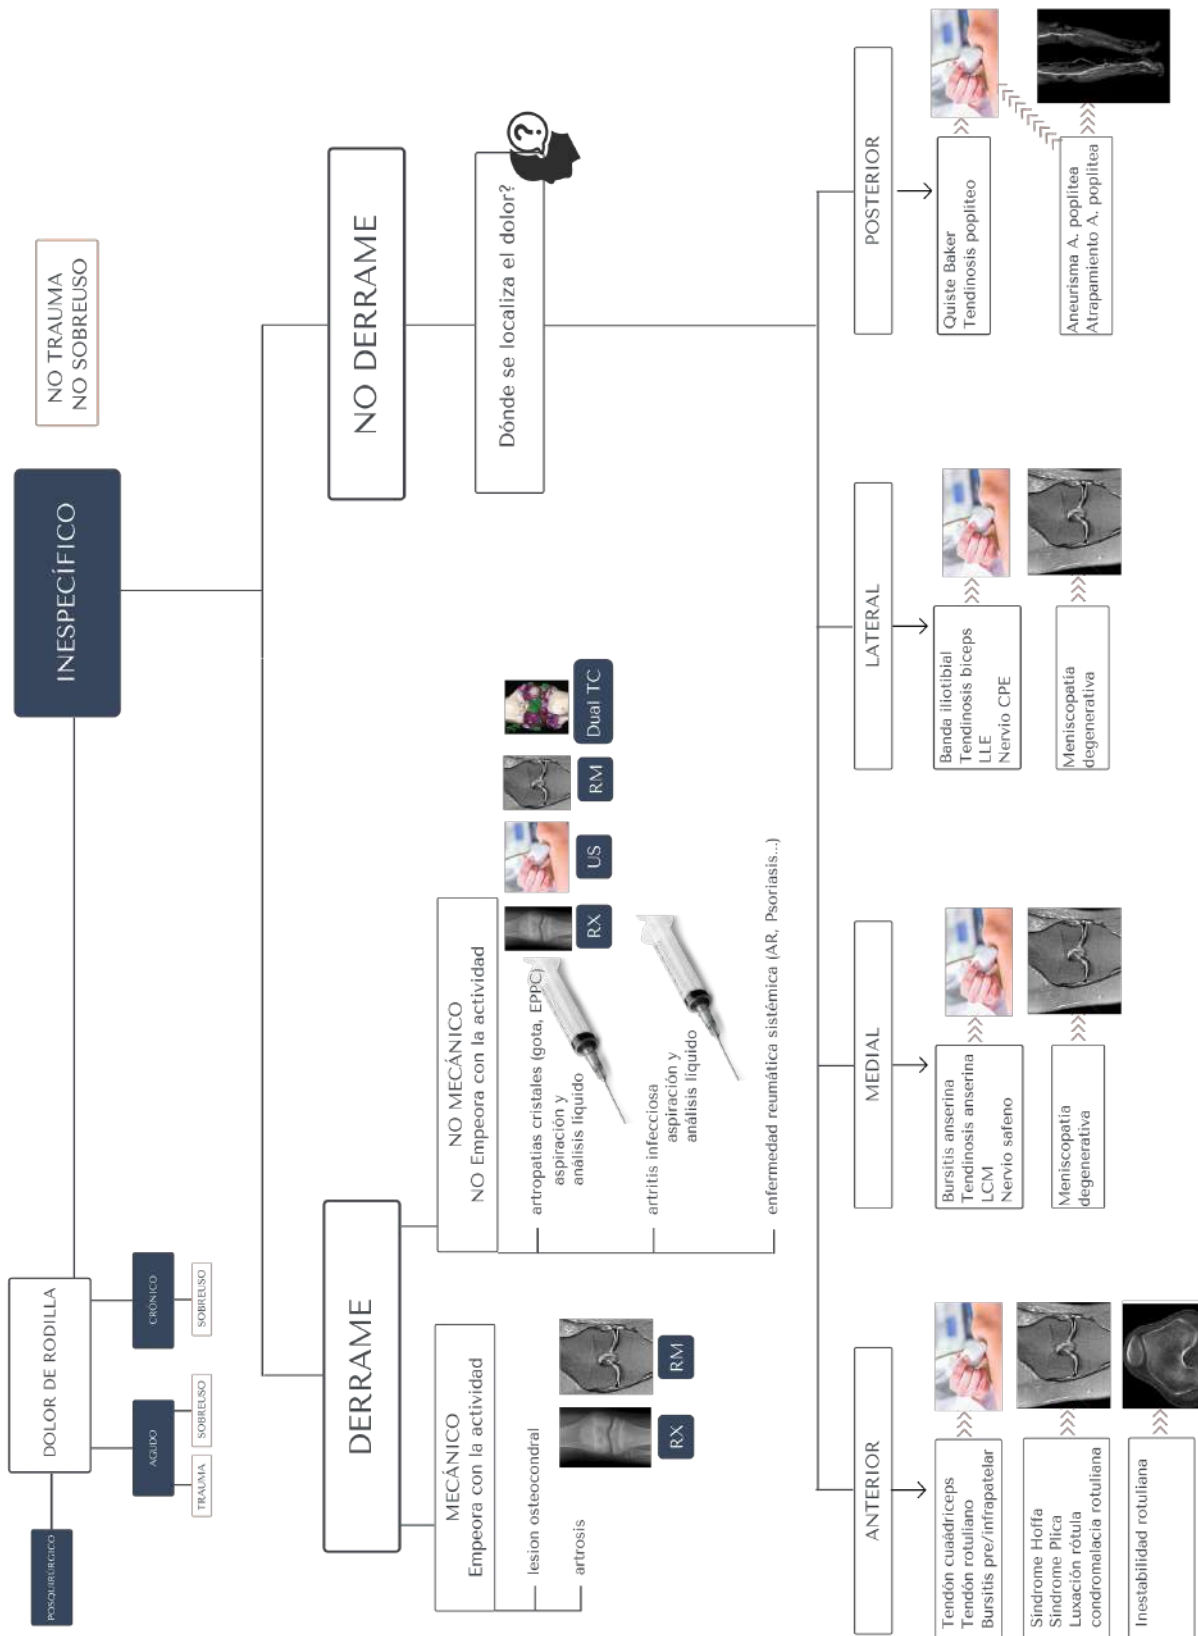 DOLOR DE RODILLA
INESPECÍFICO
NO TRAUMA
NO SOBREUSO
POSQUIRÚRGICO
AGUDO
CRÓNICO
TRAUMA
SOBREUSO
SOBREUSO
DERRAME
NO DERRAME
MECÁNICO
Empeora con la actividad
lesion osteocondral
artrosis
RX
RM
NO MECÁNICO
NO Empeora con la actividad
artropatías cristales (gota, EPPC)
aspiración y
análisis líquido
artritis infecciosa
aspiración y
análisis líquido
enfermedad reumática sistémica (AR, Psoriasis...)
RX
US
RM
Dual TC
Dónde se localiza el dolor?
?
ANTERIOR
Tendón cuaádriceps
Tendón rotuliano
Bursitis pre/infrapatelar
Síndrome Hoffa
Síndrome Plica
Luxación rótula
condromalacia rotuliana
Inestabilidad rotuliana
MEDIAL
Bursitis anserina
Tendinosis anserina
LCM
Nervio safeno
Meniscopatía
degenerativa
LATERAL
Banda iliotibial
Tendinosis biceps
LLE
Nervio CPE
Meniscopatía
degenerativa
POSTERIOR
Quiste Baker
Tendinosis popliteo
Aneurisma A. poplitea
Atrapamiento A. poplitea